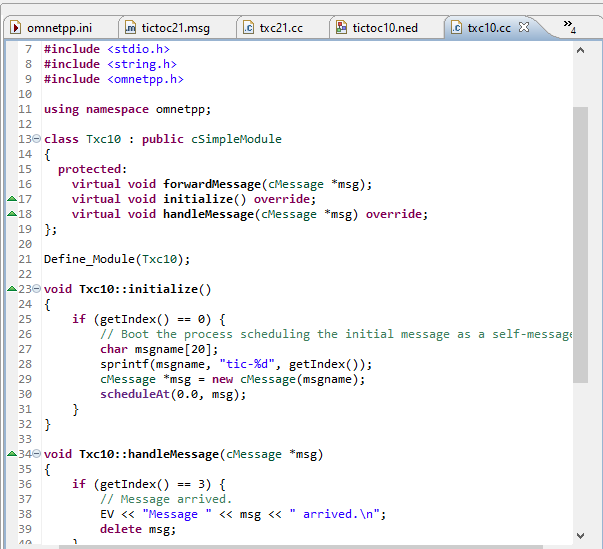 omnetpp.ini tictoc21.msg txc21.cc tictoc10.ned txc10.cc »4
7 #include <stdio.h>
8 #include <string.h>
9 #include <omnetpp.h>
10
11 using namespace omnetpp;
12
13 class Txc10 : public cSimpleModule
14 {
15   protected:
16     virtual void forwardMessage(cMessage *msg);
17     virtual void initialize() override;
18     virtual void handleMessage(cMessage *msg) override;
19 };
20
21 Define_Module(Txc10);
22
23 void Txc10::initialize()
24 {
25     if (getIndex() == 0) {
26         // Boot the process scheduling the initial message as a self-message
27         char msgname[20];
28         sprintf(msgname, "tic-%d", getIndex());
29         cMessage *msg = new cMessage(msgname);
30         scheduleAt(0.0, msg);
31     }
32 }
33
34 void Txc10::handleMessage(cMessage *msg)
35 {
36     if (getIndex() == 3) {
37         // Message arrived.
38         EV << "Message " << msg << " arrived.\n";
39         delete msg;
40     }